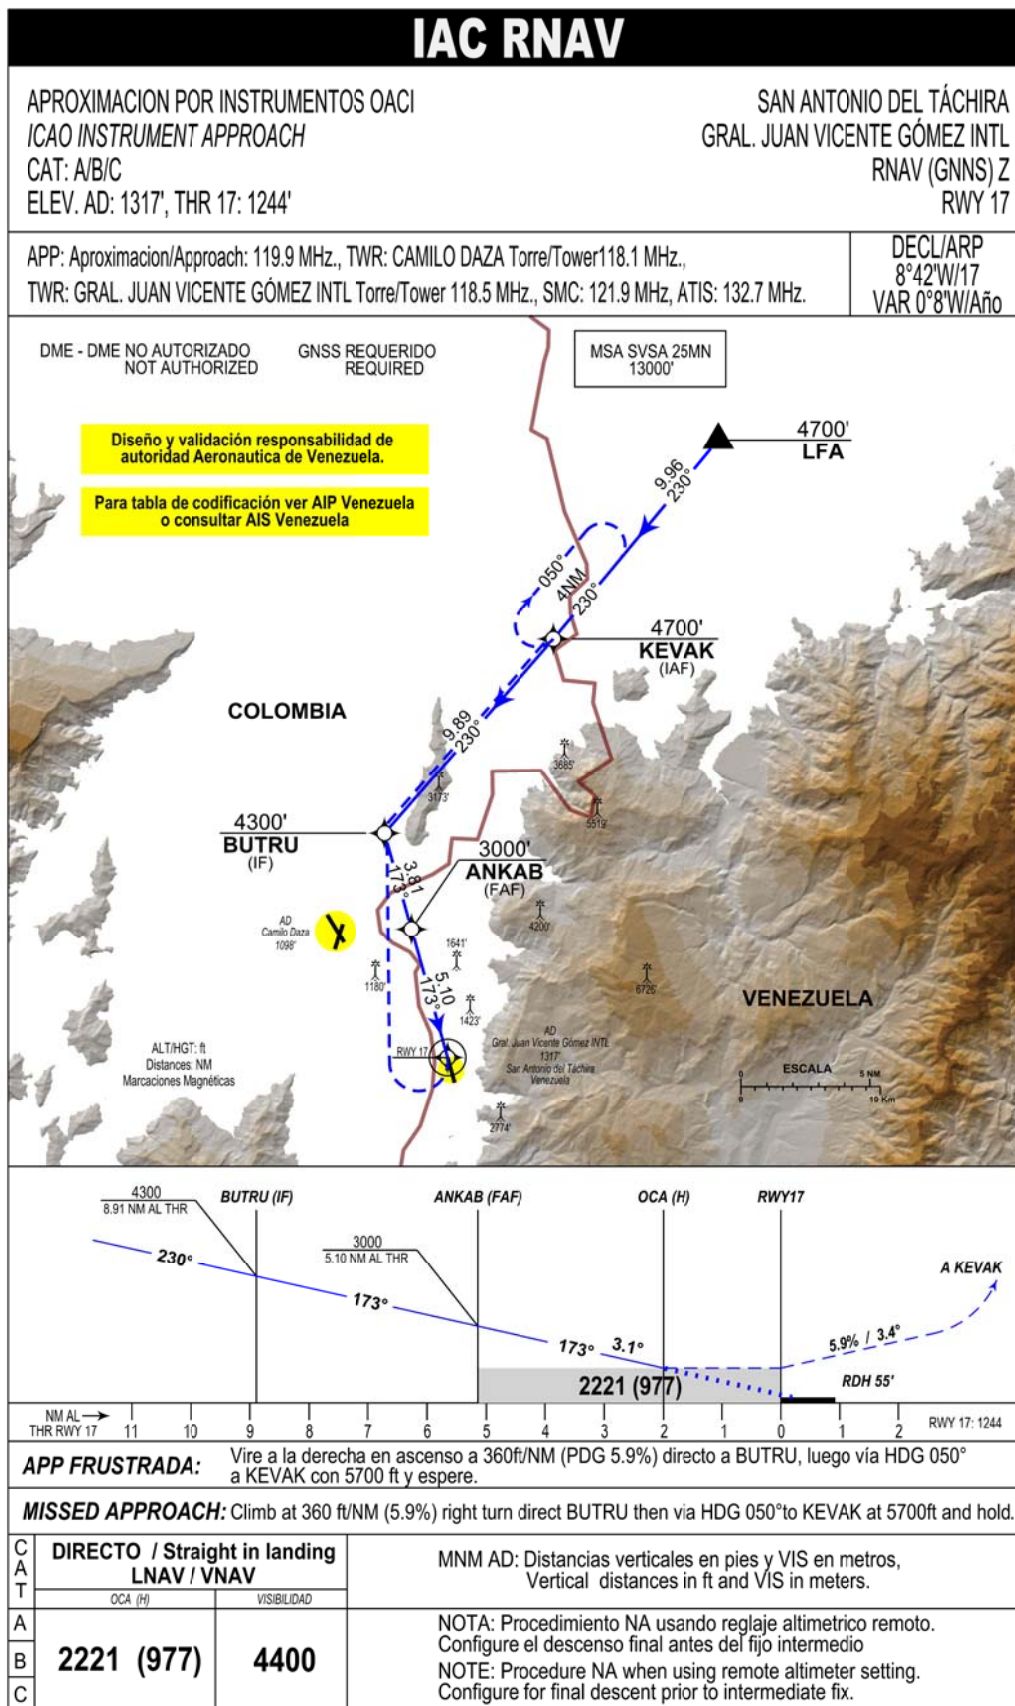 IAC RNAV
APROXIMACION POR INSTRUMENTOS OACI
ICAO INSTRUMENT APPROACH
CAT: A/B/C
ELEV. AD: 1317', THR 17: 1244'
SAN ANTONIO DEL TÁCHIRA
GRAL. JUAN VICENTE GÓMEZ INTL
RNAV (GNNS) Z
RWY 17
APP: Aproximacion/Approach: 119.9 MHz., TWR: CAMILO DAZA Torre/Tower118.1 MHz.,
TWR: GRAL. JUAN VICENTE GÓMEZ INTL Torre/Tower 118.5 MHz., SMC: 121.9 MHz, ATIS: 132.7 MHz.
DECL/ARP
8°42'W/17
VAR 0°8'W/Año
DME - DME NO AUTORIZADO
NOT AUTHORIZED
GNSS REQUERIDO
REQUIRED
MSA SVSA 25MN
13000'
Diseño y validación responsabilidad de
autoridad Aeronautica de Venezuela.
Para tabla de codificación ver AIP Venezuela
o consultar AIS Venezuela
4700'
LFA
9.96
230°
050°
4NM
230°
4700'
KEVAK
(IAF)
COLOMBIA
9.89
230°
3685'
3173'
5519'
4300'
BUTRU
(IF)
3000'
ANKAB
(FAF)
3.81
173°
AD
Camilo Daza
1098'
4200'
1641'
1180'
6726'
5.10
173°
1423'
VENEZUELA
AD
Gral. Juan Vicente Gómez INTL
1317'
San Antonio del Táchira
Venezuela
RWY 17
ALT/HGT: ft
Distances: NM
Marcaciones Magnéticas
ESCALA
0
5 NM
0
10 Km
2774'
4300
8.91 NM AL THR
BUTRU (IF)
ANKAB (FAF)
OCA (H)
RWY17
3000
5.10 NM AL THR
230°
173°
173°
3.1°
A KEVAK
5.9% / 3.4°
2221 (977)
RDH 55'
NM AL
THR RWY 17
11
10
9
8
7
6
5
4
3
2
1
0
1
2
RWY 17: 1244
APP FRUSTRADA: Vire a la derecha en ascenso a 360ft/NM (PDG 5.9%) directo a BUTRU, luego vía HDG 050°
a KEVAK con 5700 ft y espere.
MISSED APPROACH: Climb at 360 ft/NM (5.9%) right turn direct BUTRU then via HDG 050°to KEVAK at 5700ft and hold.
CAT
DIRECTO / Straight in landing
LNAV / VNAV
OCA (H)
VISIBILIDAD
MNM AD: Distancias verticales en pies y VIS en metros,
Vertical distances in ft and VIS in meters.
A
B
C
2221 (977)
4400
NOTA: Procedimiento NA usando reglaje altimetrico remoto.
Configure el descenso final antes del fijo intermedio
NOTE: Procedure NA when using remote altimeter setting.
Configure for final descent prior to intermediate fix.